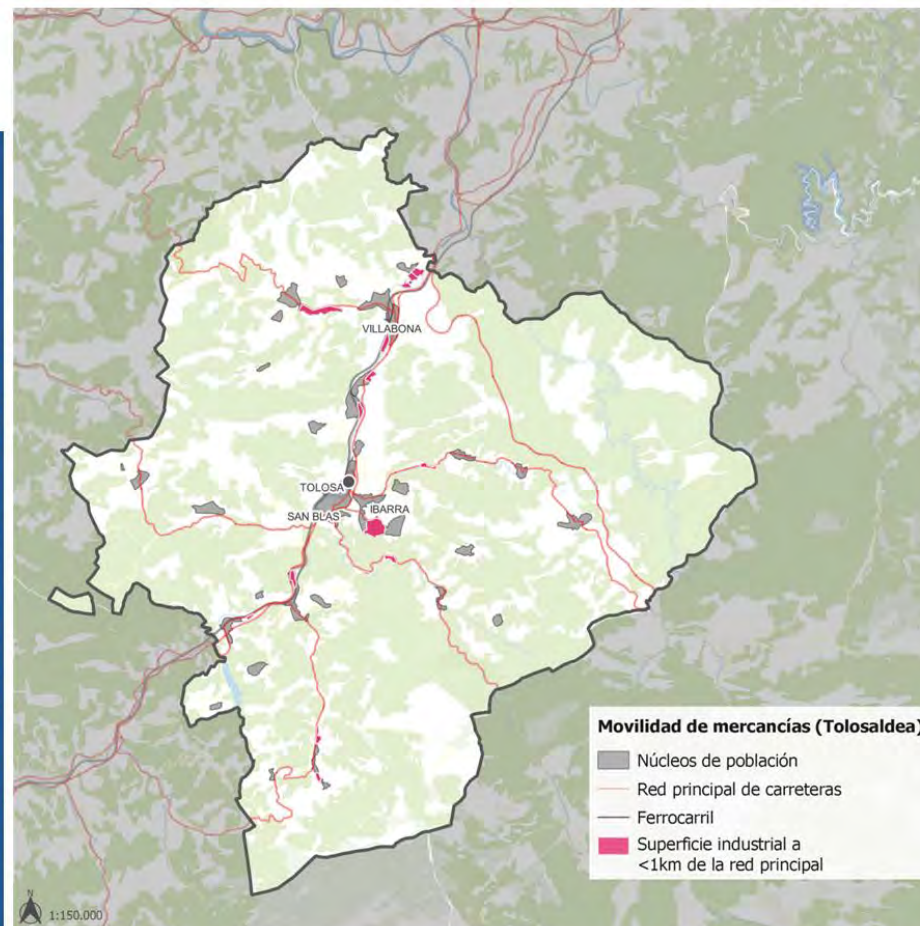 VILLABONA
TOLOSA
SAN BLAS
IBARRA
Movilidad de mercancías (Tolosaldea)
Núcleos de población
Red principal de carreteras
Ferrocarril
Superficie industrial a
<1km de la red principal
N
1:150.000